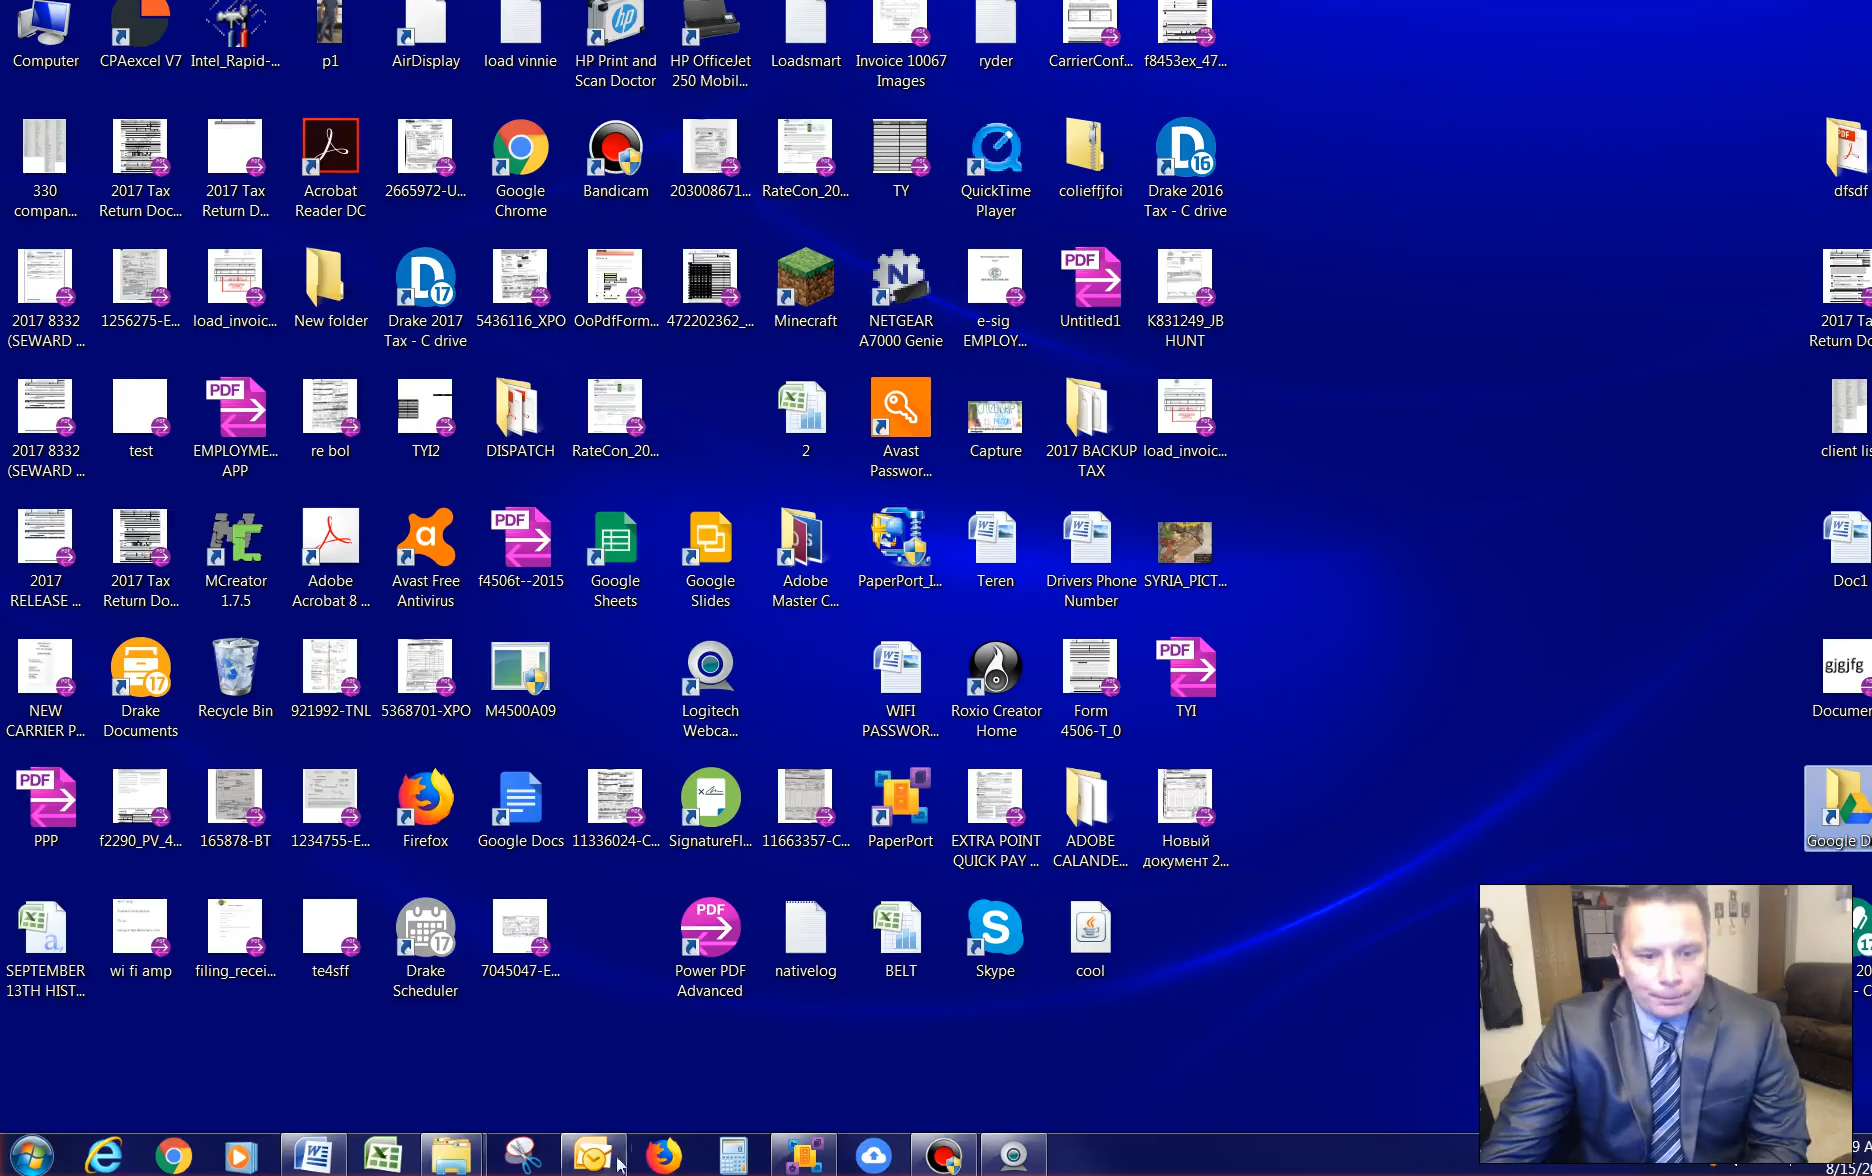 Computer
CPAexcel V7
Intel_Rapid-...
p1
AirDisplay
load vinnie
HP Print and
Scan Doctor
HP OfficeJet
250 Mobil...
Loadsmart
Invoice 10067
Images
ryder
CarrierConf...
f8453ex_47...
330
compan...
2017 Tax
Return Doc...
2017 Tax
Return D...
Acrobat
Reader DC
2665972-U...
Google
Chrome
Bandicam
203008671...
RateCon_20...
TY
QuickTime
Player
colieffjfoi
Drake 2016
Tax - C drive
dfsdf
2017 8332
(SEWARD ...
1256275-E...
load_invoic...
New folder
Drake 2017
Tax - C drive
5436116_XPO
OoPdfForm...
472202362_...
Minecraft
NETGEAR
A7000 Genie
e-sig
EMPLOY...
Untitled1
K831249_JB
HUNT
2017 Ta
Return Do
2017 8332
(SEWARD ...
test
EMPLOYME...
APP
re bol
TYI2
DISPATCH
RateCon_20...
2
Avast
Passwor...
Capture
2017 BACKUP
TAX
load_invoic...
client lis
2017
RELEASE ...
2017 Tax
Return Do...
MCreator
1.7.5
Adobe
Acrobat 8 ...
Avast Free
Antivirus
f4506t--2015
Google
Sheets
Google
Slides
Adobe
Master C...
PaperPort_I...
Teren
Drivers Phone
Number
SYRIA_PICT...
Doc1
NEW
CARRIER P...
Drake
Documents
Recycle Bin
921992-TNL
5368701-XPO
M4500A09
Logitech
Webca...
WIFI
PASSWOR...
Roxio Creator
Home
Form
4506-T_0
TYI
gjgjfg
Documer
PPP
f2290_PV_4...
165878-BT
1234755-E...
Firefox
Google Docs
11336024-C...
SignatureFl...
11663357-C...
PaperPort
EXTRA POINT
QUICK PAY ...
ADOBE
CALANDE...
Новый
документ 2...
Google D
SEPTEMBER
13TH HIST...
wi fi amp
filing_recei...
te4sff
Drake
Scheduler
7045047-E...
Power PDF
Advanced
nativelog
BELT
Skype
cool
20
- C
9 A
8/15/2